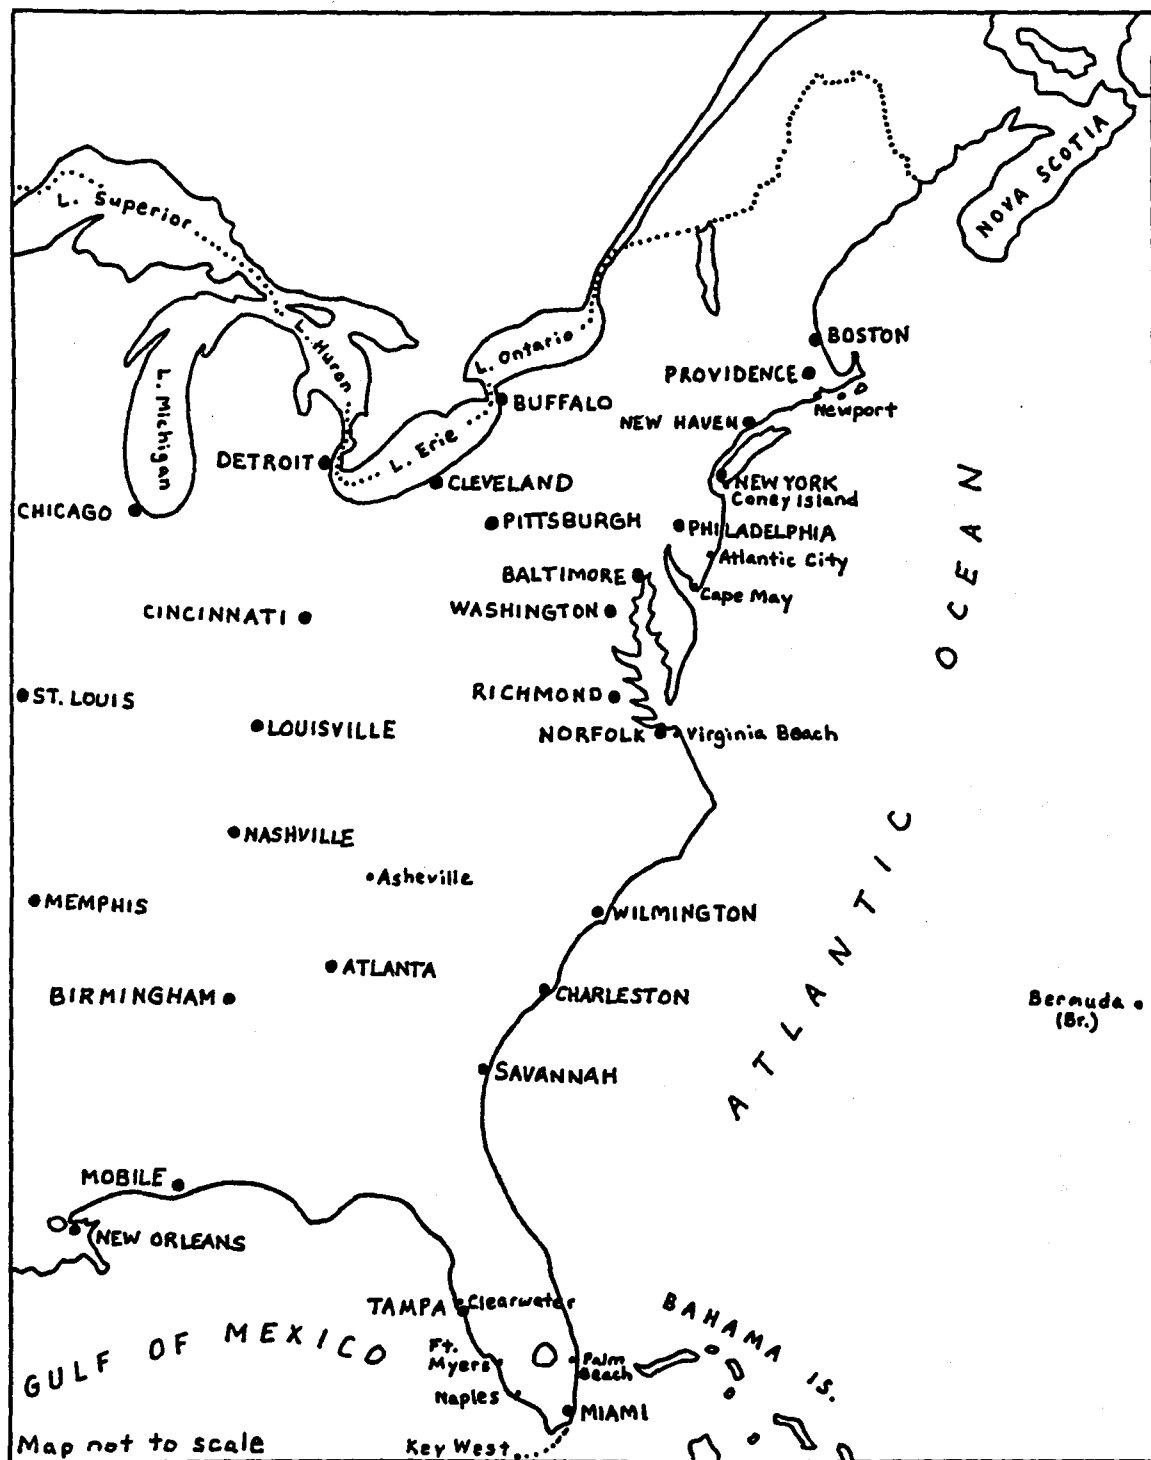 NOVA SCOTIA
L. Superior
L. Huron
L. Ontario
BOSTON
L. Michigan
PROVIDENCE
BUFFALO
Newport
NEW HAVEN
L. Erie
DETROIT
CLEVELAND
NEW YORK
Coney Island
CHICAGO
PITTSBURGH
PHILADELPHIA
Atlantic City
BALTIMORE
Cape May
WASHINGTON
CINCINNATI
ST. LOUIS
RICHMOND
LOUISVILLE
NORFOLK
Virginia Beach
NASHVILLE
Asheville
MEMPHIS
WILMINGTON
ATLANTA
BIRMINGHAM
CHARLESTON
ATLANTIC OCEAN
Bermuda
(Br.)
SAVANNAH
MOBILE
NEW ORLEANS
TAMPA
Clearwater
BAHAMA IS.
GULF OF MEXICO
Ft.
Myers
Palm
Beach
Naples
MIAMI
Map not to scale
Key West